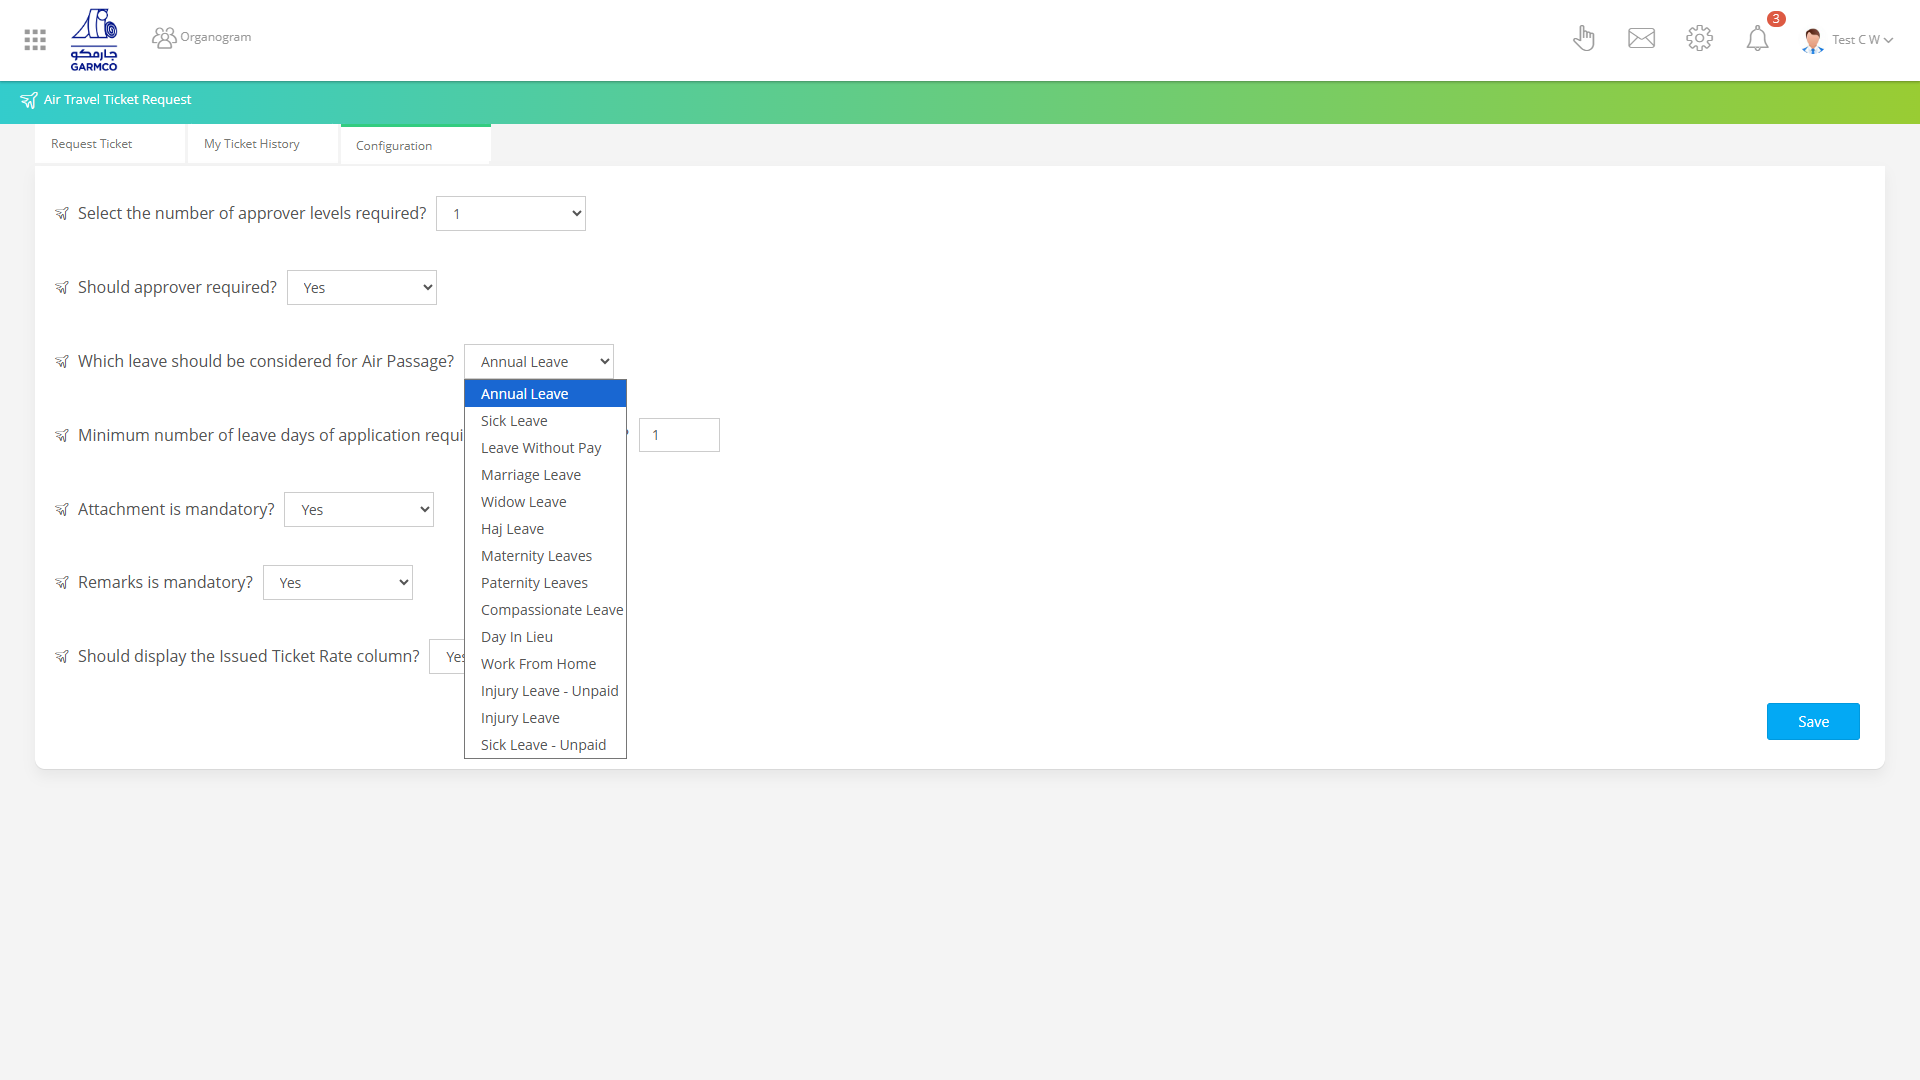 جارمكو
GARMCO
Organogram
3
Test C W
Air Travel Ticket Request
Request Ticket
My Ticket History
Configuration
Select the number of approver levels required? 1
Should approver required? Yes
Which leave should be considered for Air Passage? Annual Leave
Annual Leave
Sick Leave
Leave Without Pay
Marriage Leave
Widow Leave
Haj Leave
Maternity Leaves
Paternity Leaves
Compassionate Leave
Day In Lieu
Work From Home
Injury Leave - Unpaid
Injury Leave
Sick Leave - Unpaid
Minimum number of leave days of application requi ? 1
Attachment is mandatory? Yes
Remarks is mandatory? Yes
Should display the Issued Ticket Rate column? Yes
Save